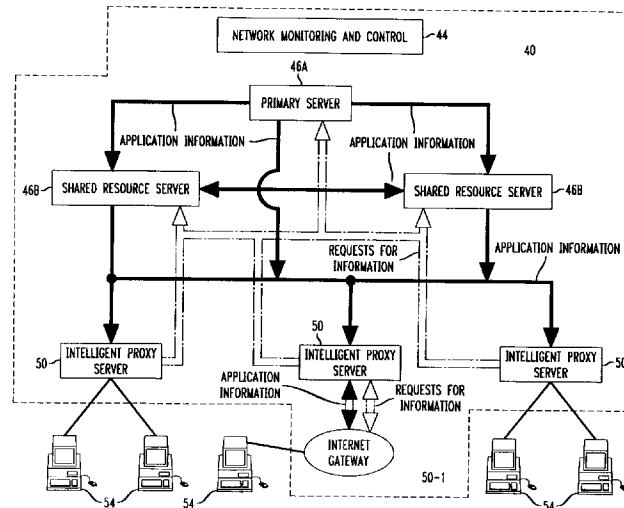 NETWORK MONITORING AND CONTROL
44
40
46A
PRIMARY SERVER
APPLICATION INFORMATION
APPLICATION INFORMATION
46B
SHARED RESOURCE SERVER
SHARED RESOURCE SERVER
46B
REQUESTS FOR
INFORMATION
APPLICATION INFORMATION
50
INTELLIGENT PROXY
SERVER
50
INTELLIGENT PROXY
SERVER
INTELLIGENT PROXY
SERVER
50
APPLICATION
INFORMATION
REQUESTS FOR
INFORMATION
INTERNET
GATEWAY
50-1
54
54
54